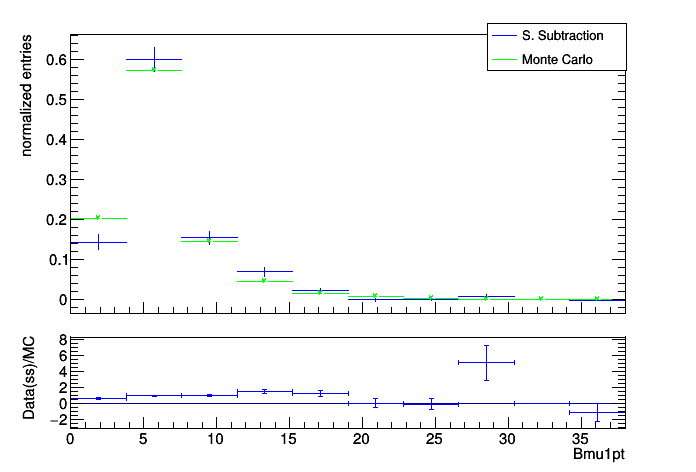 S. Subtraction
Monte Carlo
normalized entries
0.6
0.5
0.4
0.3
0.2
0.1
0
Data(ss)/MC
8
6
4
2
0
−2
0 5 10 15 20 25 30 35
Bmu1pt